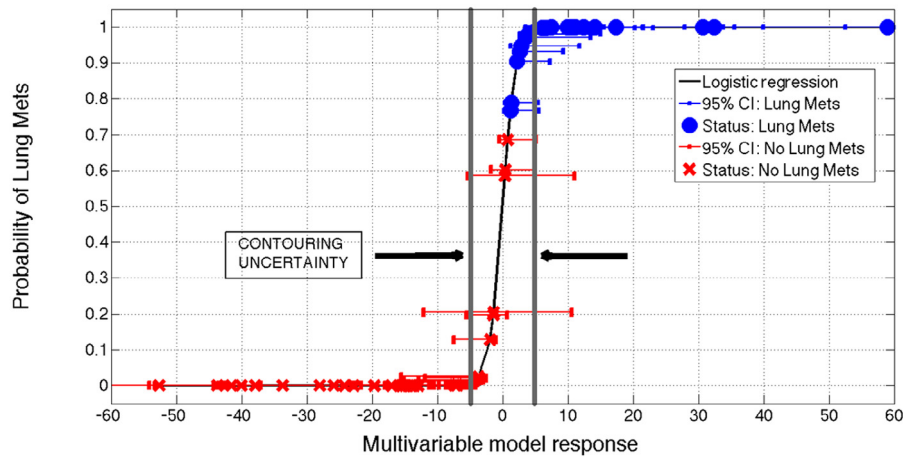 Probability of Lung Mets
1
0.9
0.8
0.7
0.6
0.5
0.4
0.3
0.2
0.1
0
Logistic regression
95% CI: Lung Mets
Status: Lung Mets
95% CI: No Lung Mets
Status: No Lung Mets
CONTOURING
UNCERTAINTY
-60 -50 -40 -30 -20 -10 0 10 20 30 40 50 60
Multivariable model response